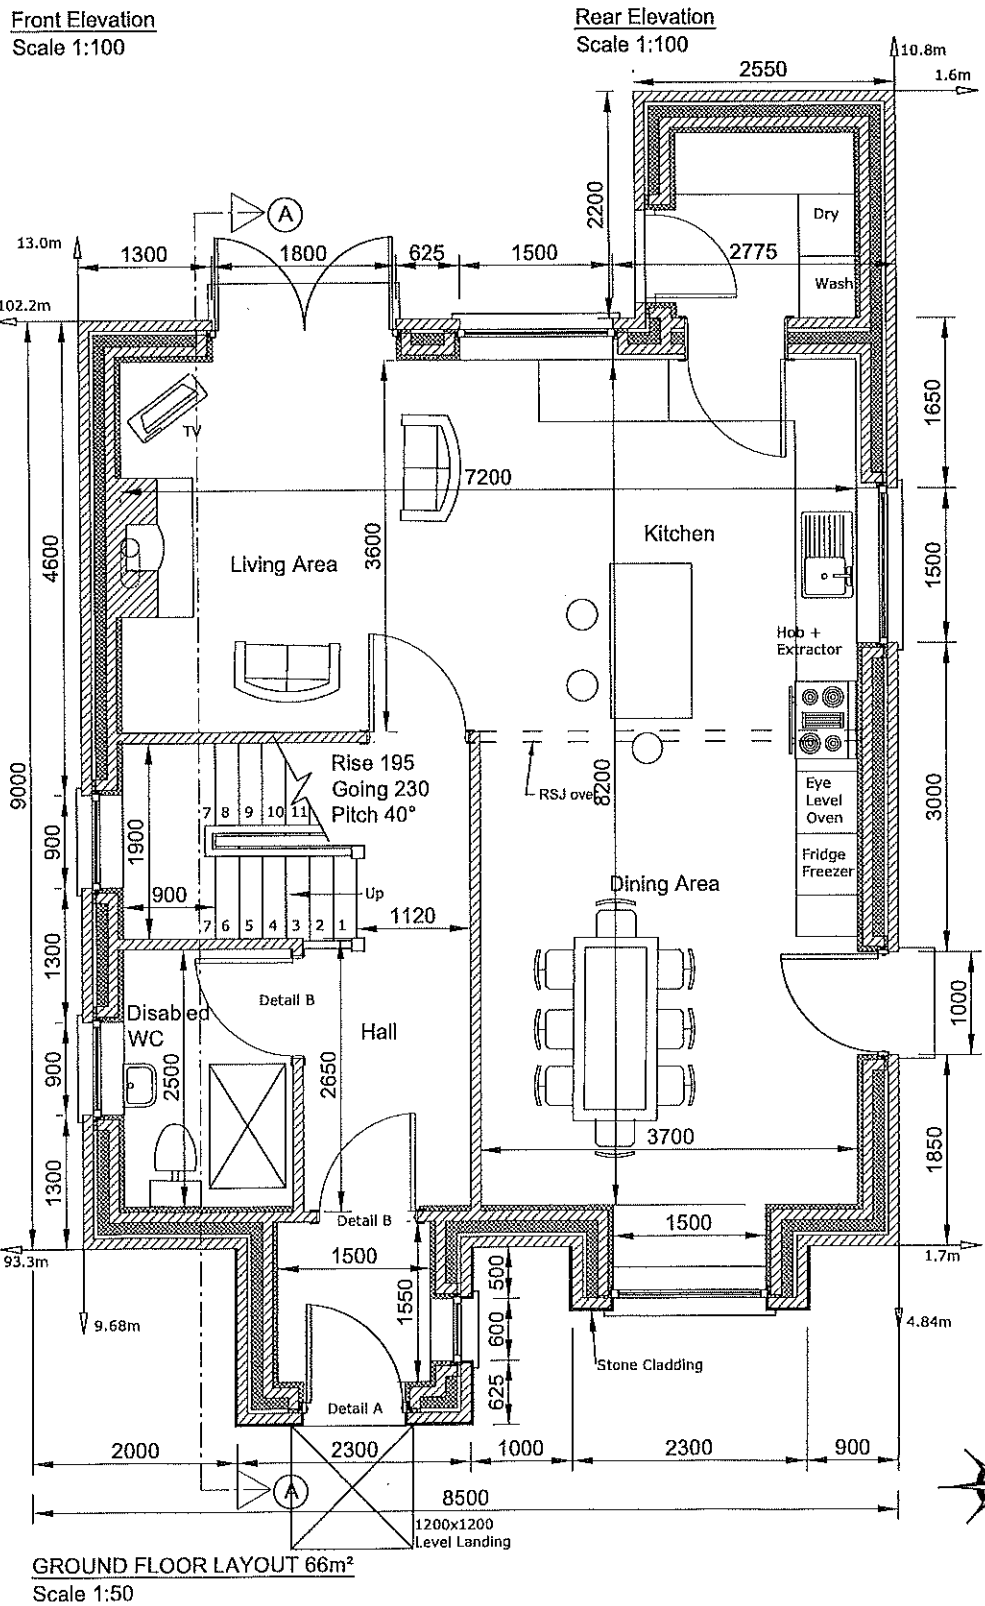 Front Elevation
Scale 1:100
Rear Elevation
Scale 1:100
10.8m
2550
1.6m
2200
A
Dry
13.0m
1300
1800
625
1500
2775
Wash
102.2m
1650
TV
7200
4600
3600
Kitchen
1500
Living Area
Hob +
Extractor
9000
Rise 195
Going 230
Pitch 40°
RSJ over
8200
Eye
Level
Oven
3000
7
8
9
10
11
900
1900
Fridge
Freezer
Dining Area
900
Up
1120
7
6
5
4
3
2
1
1300
Detail B
1000
Disabled
WC
Hall
900
2500
2650
3700
1850
1300
Detail B
1500
1500
93.3m
500
1.7m
1550
9.68m
600
4.84m
Stone Cladding
625
Detail A
2000
2300
1000
2300
900
A
8500
1200x1200
Level Landing
GROUND FLOOR LAYOUT 66m²
Scale 1:50